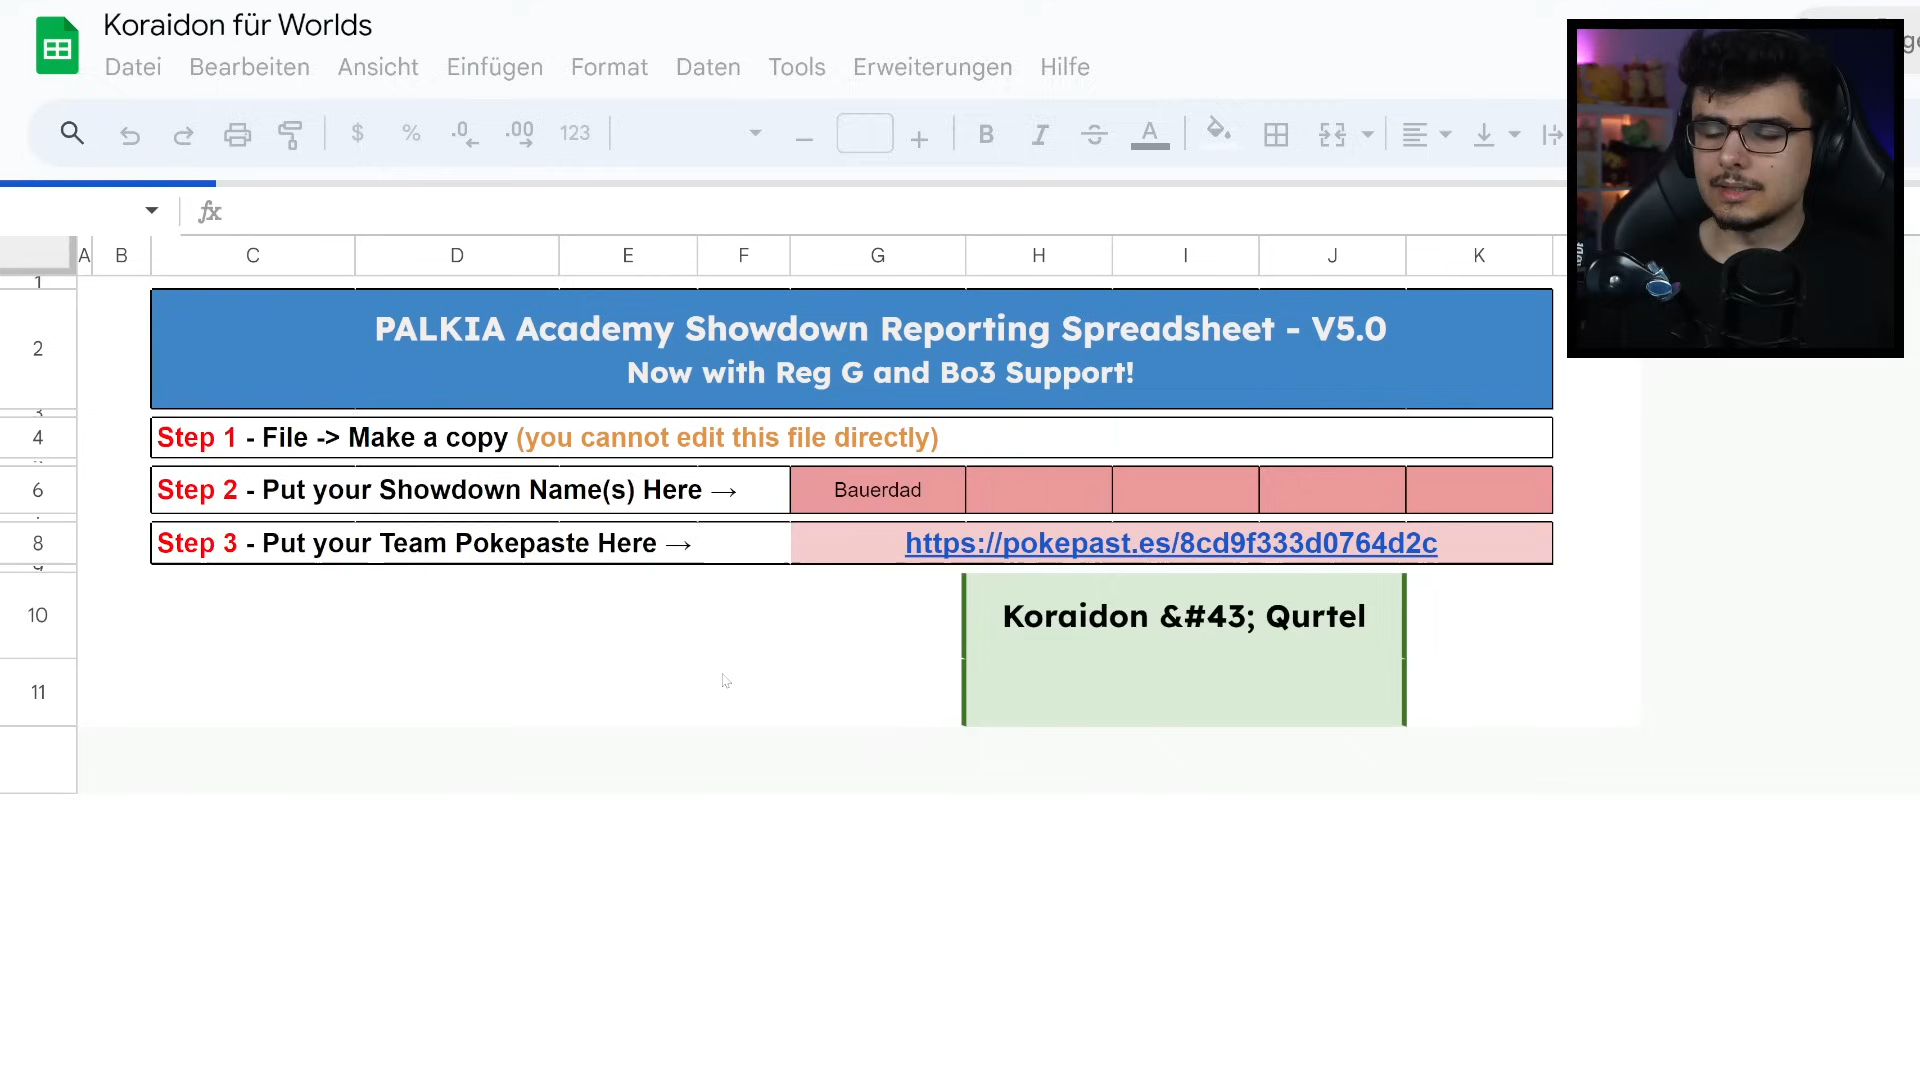 Koraidon für Worlds
Datei Bearbeiten Ansicht Einfügen Format Daten Tools Erweiterungen Hilfe
$ % .0 .00 123 B I S A
fx
A B C D E F G H I J K
1
2
PALKIA Academy Showdown Reporting Spreadsheet - V5.0
Now with Reg G and Bo3 Support!
4 Step 1 - File -> Make a copy (you cannot edit this file directly)
6 Step 2 - Put your Showdown Name(s) Here → Bauerdad
8 Step 3 - Put your Team Pokepaste Here → https://pokepast.es/8cd9f333d0764d2c
10 Koraidon &#43; Qurtel
11